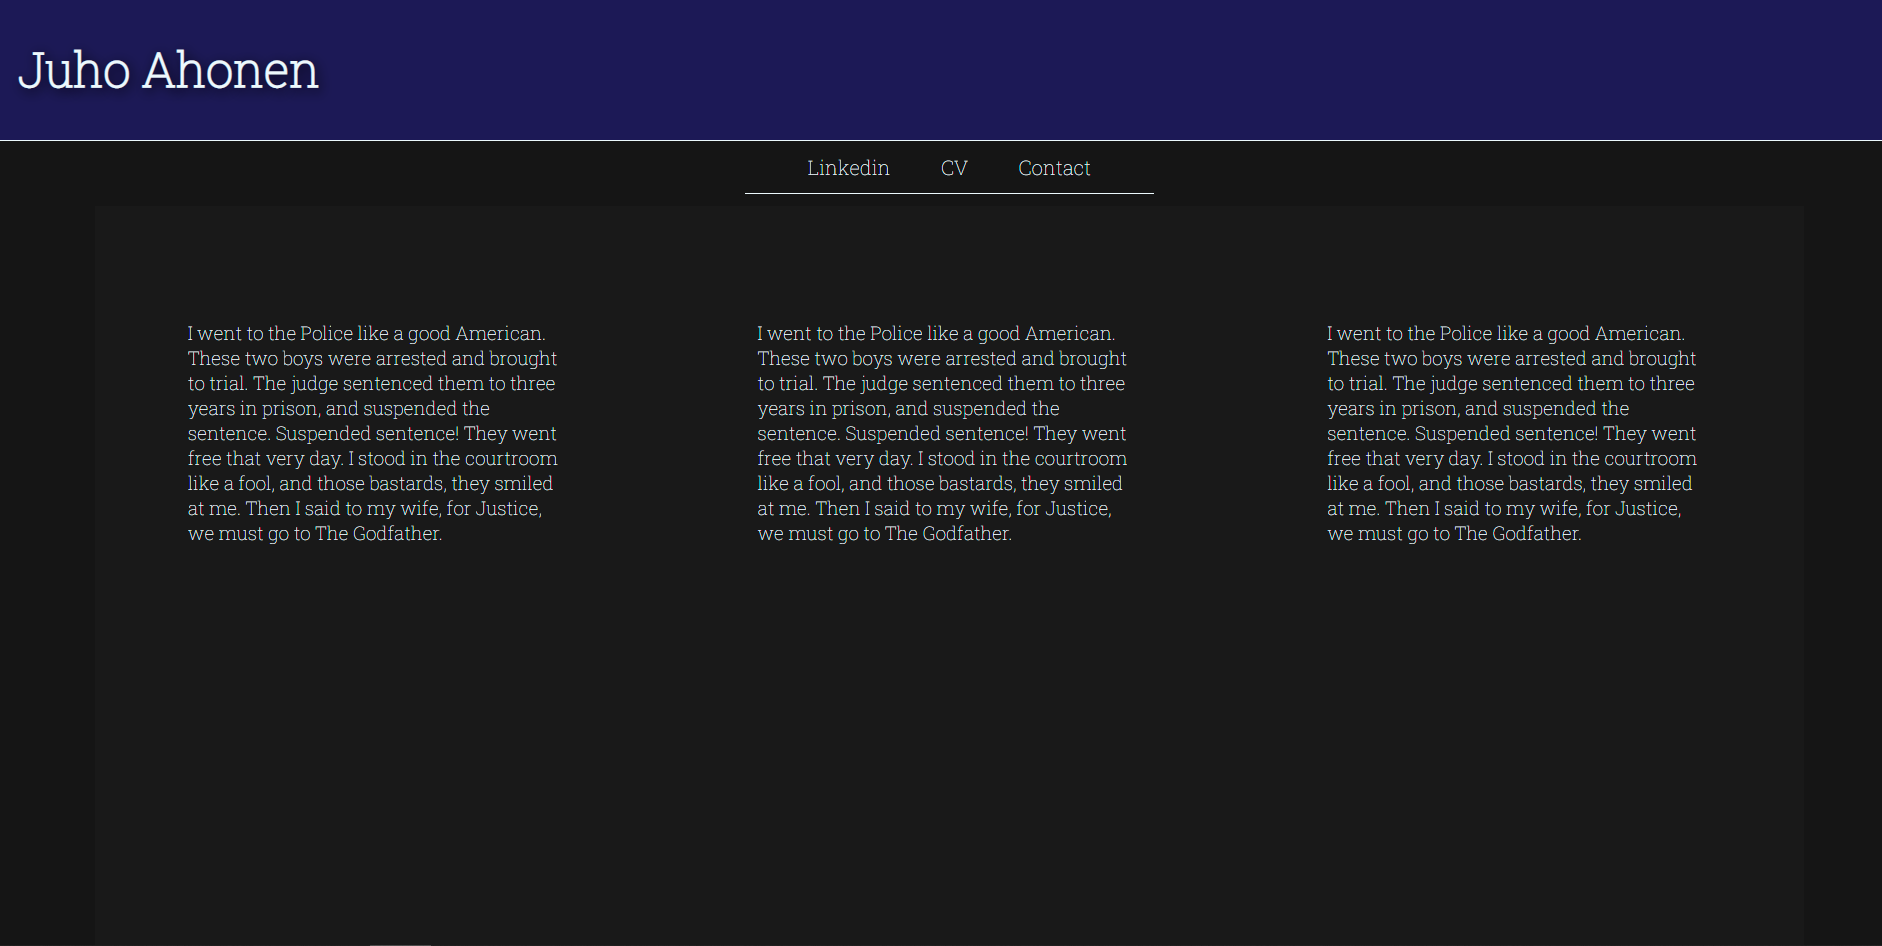 Juho Ahonen
Linkedin CV Contact
I went to the Police like a good American.
These two boys were arrested and brought
to trial. The judge sentenced them to three
years in prison, and suspended the
sentence. Suspended sentence! They went
free that very day. I stood in the courtroom
like a fool, and those bastards, they smiled
at me. Then I said to my wife, for Justice,
we must go to The Godfather.
I went to the Police like a good American.
These two boys were arrested and brought
to trial. The judge sentenced them to three
years in prison, and suspended the
sentence. Suspended sentence! They went
free that very day. I stood in the courtroom
like a fool, and those bastards, they smiled
at me. Then I said to my wife, for Justice,
we must go to The Godfather.
I went to the Police like a good American.
These two boys were arrested and brought
to trial. The judge sentenced them to three
years in prison, and suspended the
sentence. Suspended sentence! They went
free that very day. I stood in the courtroom
like a fool, and those bastards, they smiled
at me. Then I said to my wife, for Justice,
we must go to The Godfather.